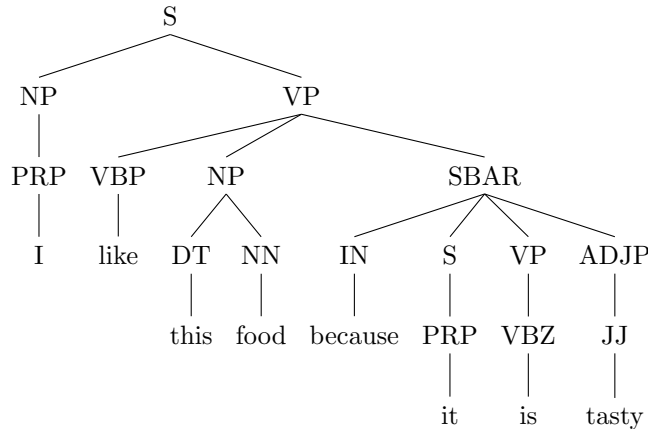 S
NP VP
PRP VBP NP SBAR
I like DT NN IN S VP ADJP
this food because PRP VBZ JJ
it is tasty